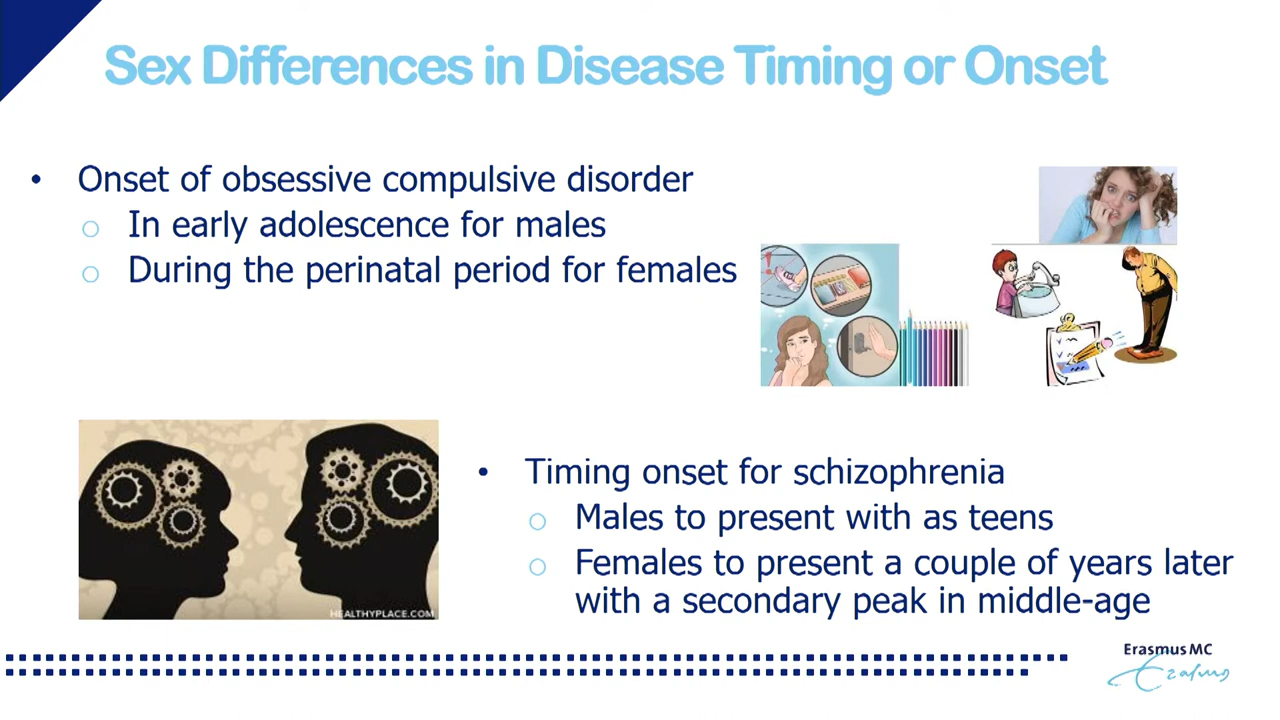 Sex Differences in Disease Timing or Onset
• Onset of obsessive compulsive disorder
o In early adolescence for males
o During the perinatal period for females
HEALTHYPLACE.COM
• Timing onset for schizophrenia
o Males to present with as teens
o Females to present a couple of years later
with a secondary peak in middle-age
Erasmus MC
Erasmus